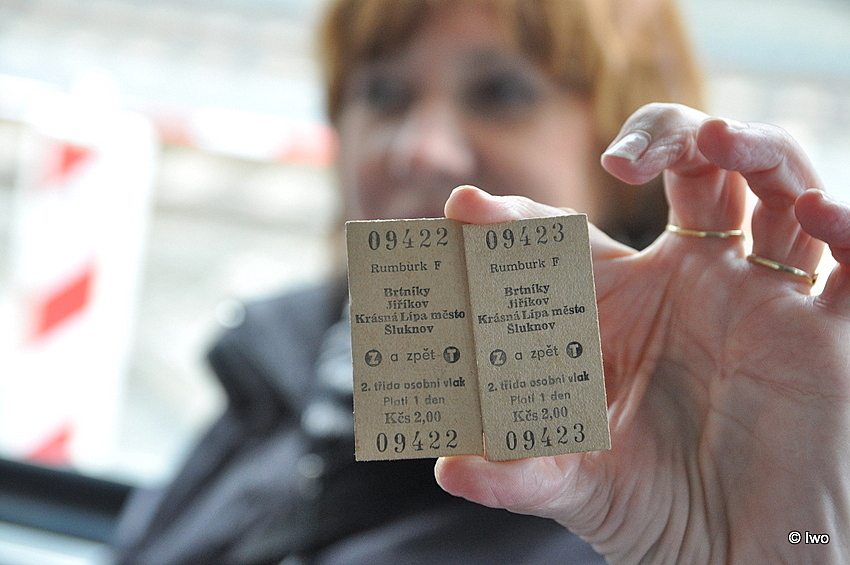 09422
Rumburk F
Brtníky
Jiříkov
Krásná Lípa město
Šluknov
Z a zpět T
2. třída osobní vlak
Platí 1 den
Kčs 2,00
09422
09423
Rumburk F
Brtníky
Jiříkov
Krásná Lípa město
Šluknov
Z a zpět T
2. třída osobní vlak
Platí 1 den
Kčs 2,00
09423
© Iwo